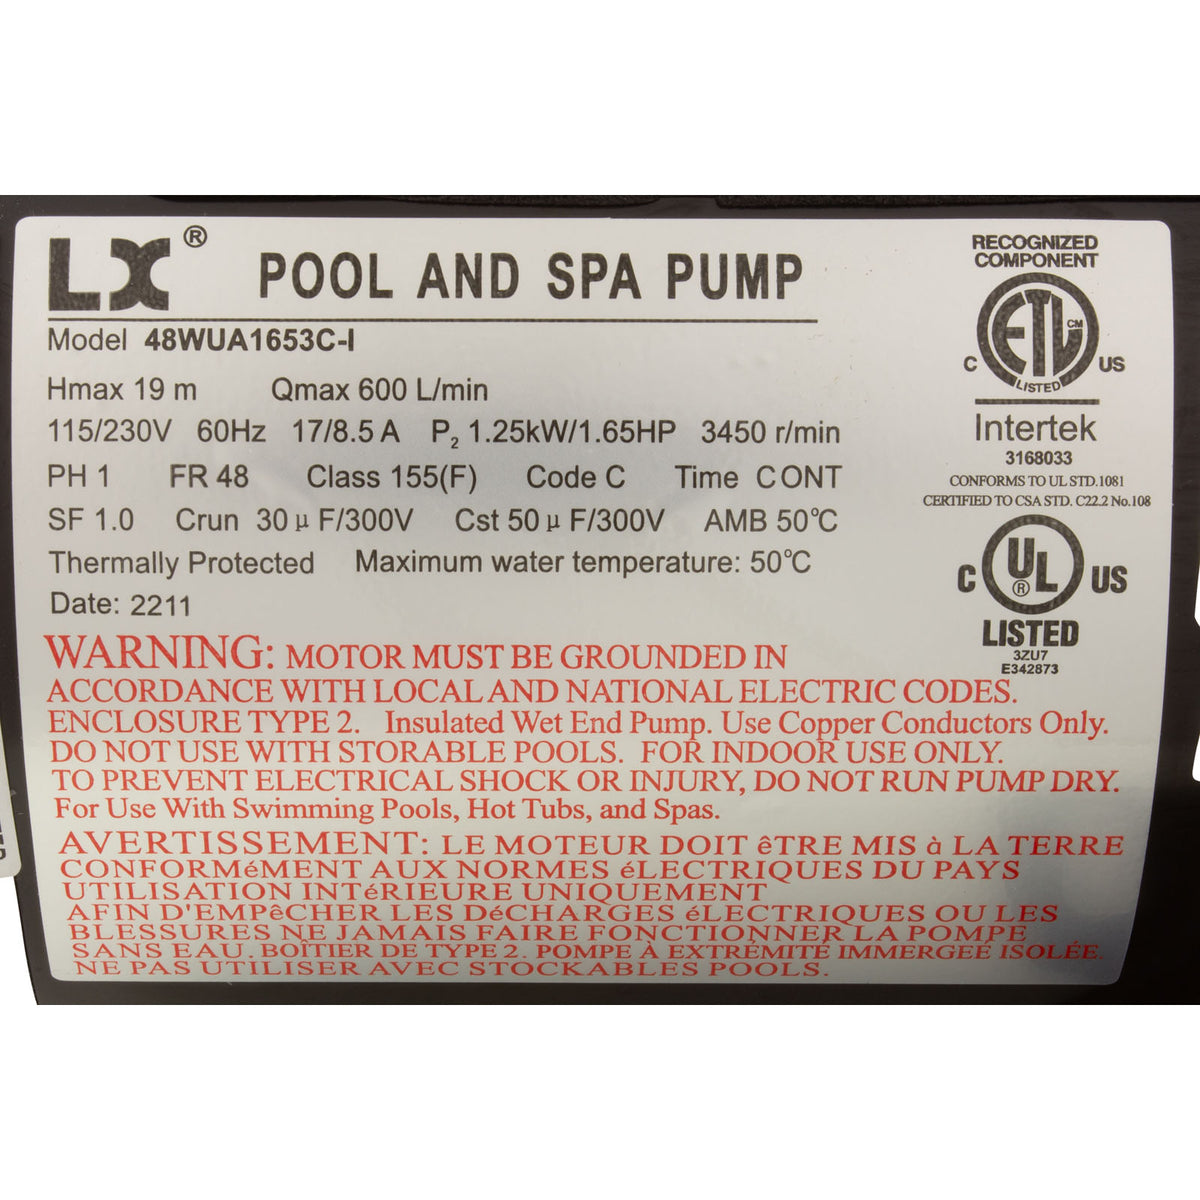 LX®
POOL AND SPA PUMP
Model 48WUA1653C-I
Hmax 19 m Qmax 600 L/min
115/230V 60Hz 17/8.5 A P2 1.25kW/1.65HP 3450 r/min
PH 1 FR 48 Class 155(F) Code C Time CONT
SF 1.0 Crun 30 μ F/300V Cst 50 μ F/300V AMB 50℃
Thermally Protected Maximum water temperature: 50℃
Date: 2211
RECOGNIZED
COMPONENT
ETL CM
C US
LISTED
Intertek
3168033
CONFORMS TO UL STD.1081
CERTIFIED TO CSA STD. C22.2 No.108
C UL® US
LISTED
3ZU7
E342873
WARNING: MOTOR MUST BE GROUNDED IN
ACCORDANCE WITH LOCAL AND NATIONAL ELECTRIC CODES.
ENCLOSURE TYPE 2. Insulated Wet End Pump. Use Copper Conductors Only.
DO NOT USE WITH STORABLE POOLS. FOR INDOOR USE ONLY.
TO PREVENT ELECTRICAL SHOCK OR INJURY, DO NOT RUN PUMP DRY.
For Use With Swimming Pools, Hot Tubs, and Spas.
AVERTISSEMENT: LE MOTEUR DOIT êTRE MIS à LA TERRE
CONFORMéMENT AUX NORMES éLECTRIQUES DU PAYS
UTILISATION INTéRIEURE UNIQUEMENT
AFIN D'EMPêCHER LES DéCHARGES éLECTRIQUES OU LES
BLESSURES NE JAMAIS FAIRE FONCTIONNER LA POMPE
SANS EAU. BOÎTIER DE TYPE 2. POMPE À EXTRÉMITÉ IMMERGÉE ISOLÉE.
NE PAS UTILISER AVEC STOCKABLES POOLS.